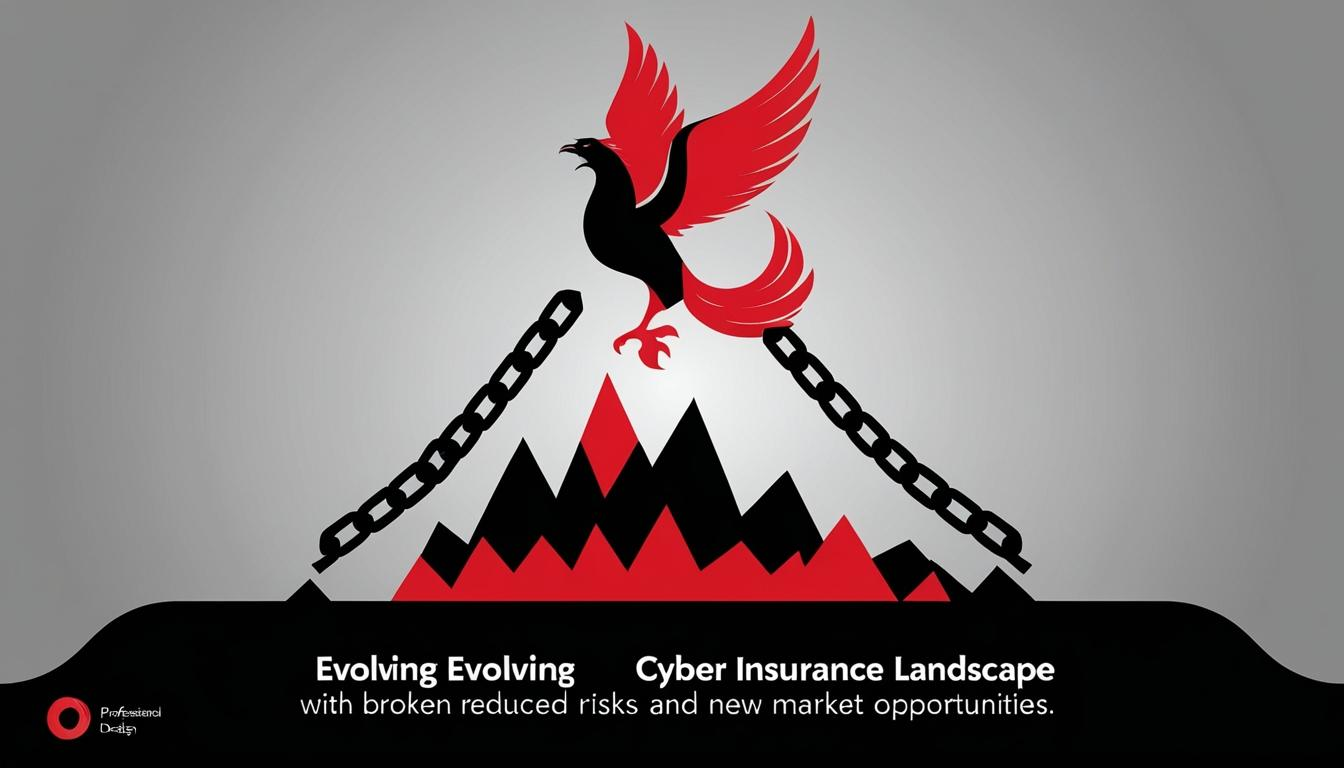 Evolving Evolving Cyber Insurance Landscape
with broken reduced risks and new market opportunities.